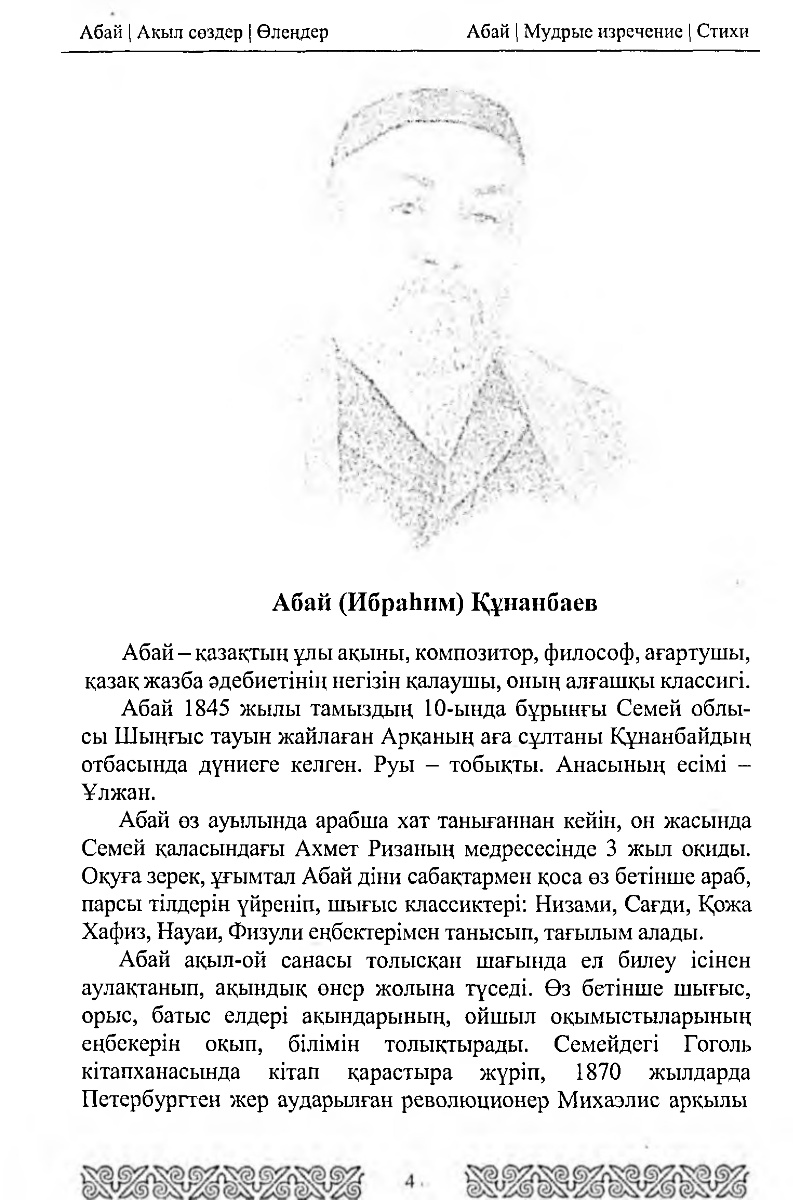 Абай | Ақыл сөздер | Өлеңдер Абай | Мудрые изречение | Стихи
Абай (Ибраһим) Құнанбаев
Абай – қазақтың ұлы ақыны, композитор, философ, ағартушы,
қазақ жазба әдебиетінің негізін қалаушы, оның алғашқы классигі.
Абай 1845 жылы тамыздың 10-ында бұрынғы Семей облы-
сы Шыңғыс тауын жайлаған Арқаның аға сұлтаны Құнанбайдың
отбасында дүниеге келген. Руы – тобықты. Анасының есімі –
Ұлжан.
Абай өз ауылында арабша хат танығаннан кейін, он жасында
Семей қаласындағы Ахмет Ризаның медресесінде 3 жыл оқиды.
Оқуға зерек, ұғымтал Абай діни сабақтармен қоса өз бетінше араб,
парсы тілдерін үйреніп, шығыс классиктері: Низами, Сағди, Қожа
Хафиз, Науаи, Физули еңбектерімен танысып, тағылым алады.
Абай ақыл-ой санасы толысқан шағында ел билеу ісінен
аулақтанып, ақындық өнер жолына түседі. Өз бетінше шығыс,
орыс, батыс елдері ақындарының, ойшыл оқымыстыларының
еңбекерін оқып, білімін толықтырады. Семейдегі Гоголь
кітапханасында кітап қарастыра жүріп, 1870 жылдарда
Петербургтен жер аударылған революционер Михаэлис арқылы
4